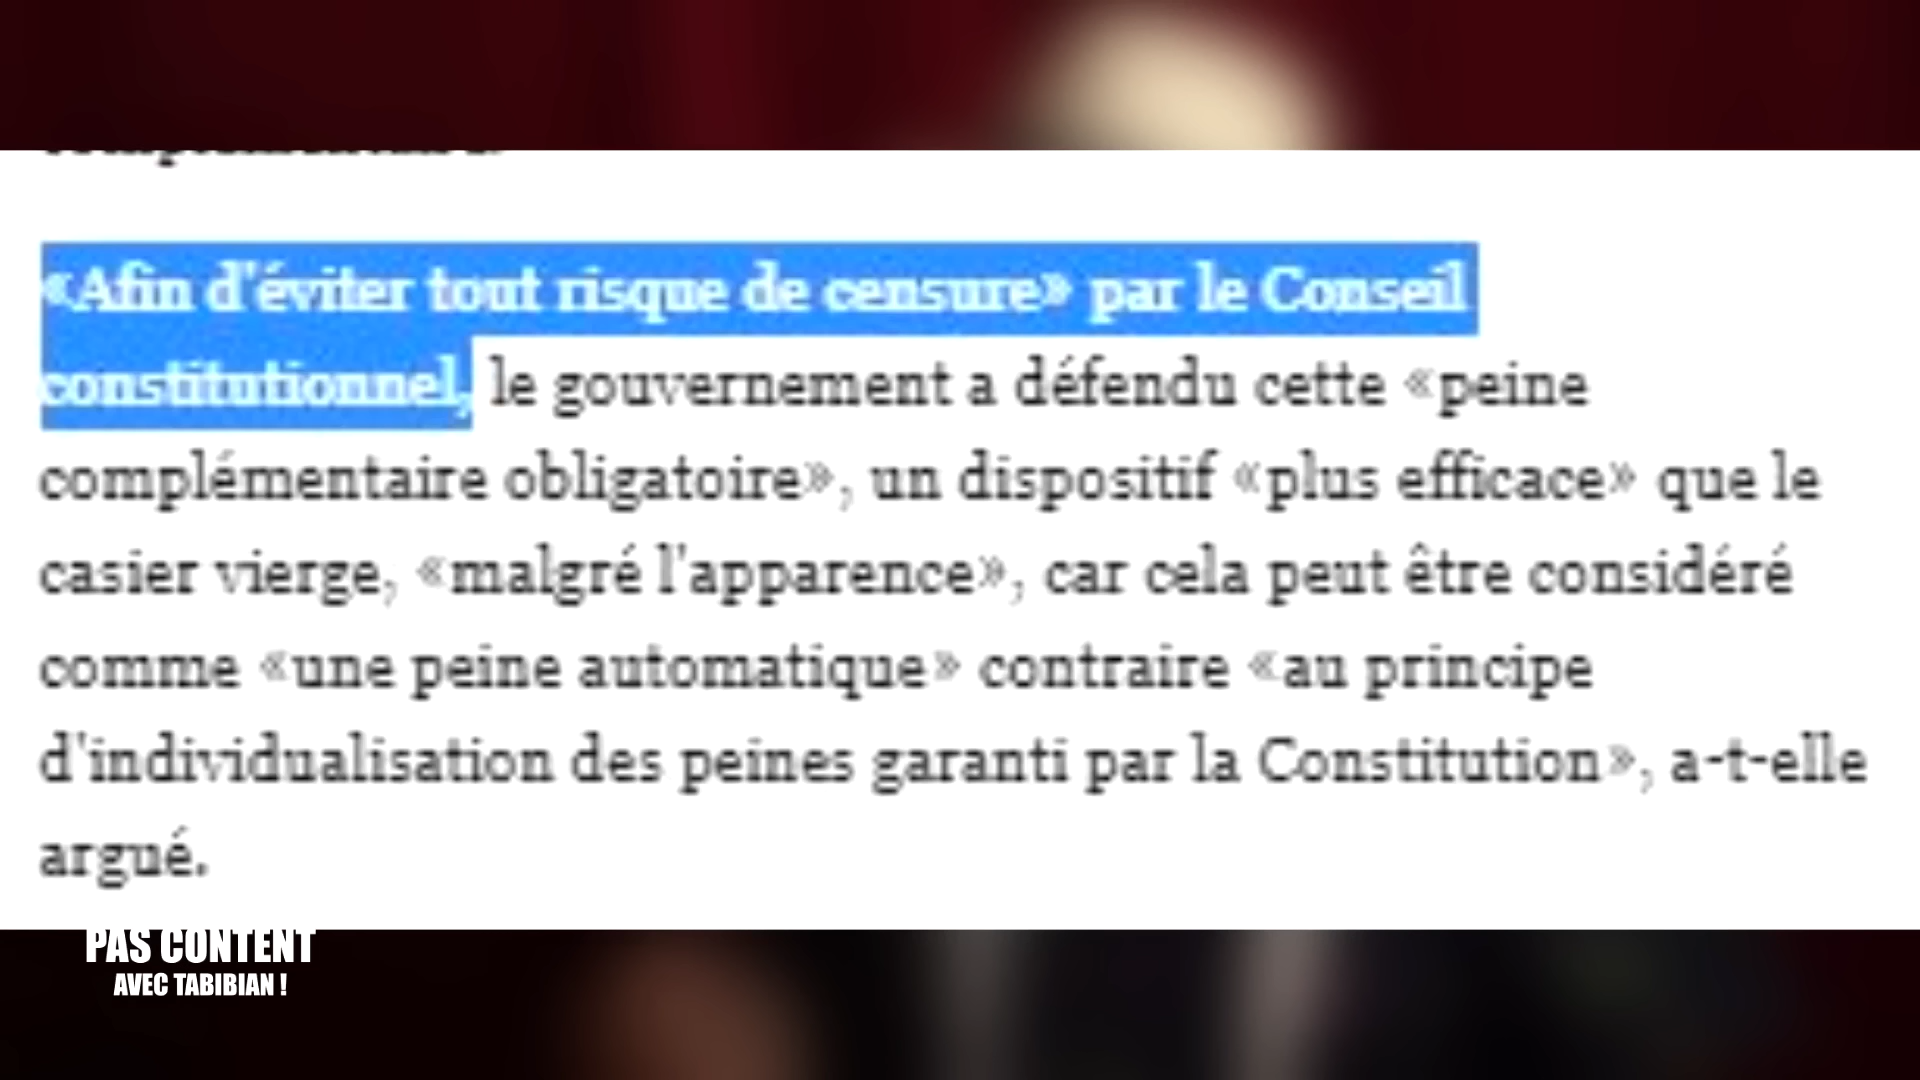 «Afin d'éviter tout risque de censure» par le Conseil
constitutionnel, le gouvernement a défendu cette «peine
complémentaire obligatoire», un dispositif «plus efficace» que le
casier vierge, «malgré l'apparence», car cela peut être considéré
comme «une peine automatique» contraire «au principe
d'individualisation des peines garanti par la Constitution», a-t-elle
argué.
PAS CONTENT
AVEC TABIBIAN !